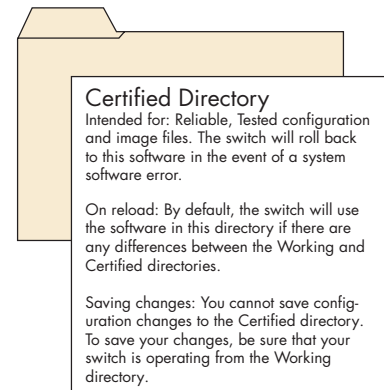 Certified Directory
Intended for: Reliable, Tested configuration
and image files. The switch will roll back
to this software in the event of a system
software error.
On reload: By default, the switch will use
the software in this directory if there are
any differences between the Working and
Certified directories.
Saving changes: You cannot save config-
uration changes to the Certified directory.
To save your changes, be sure that your
switch is operating from the Working
directory.